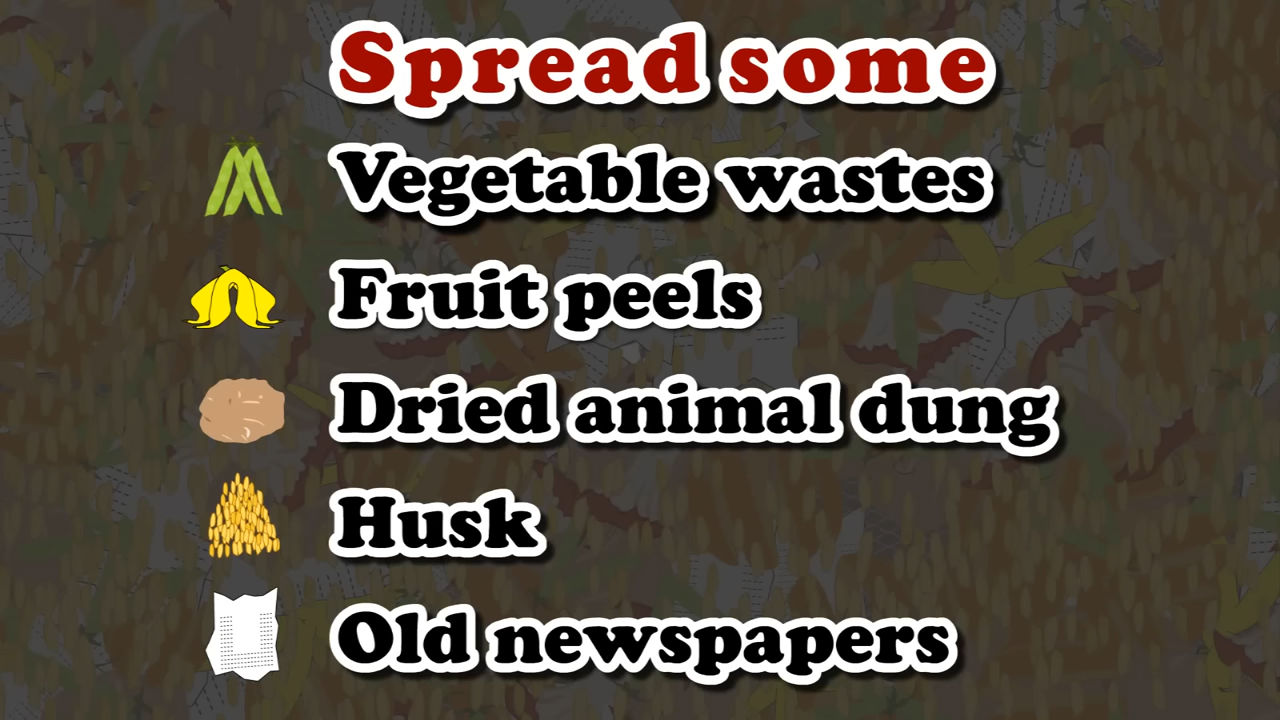 Spread some
Vegetable wastes
Fruit peels
Dried animal dung
Husk
Old newspapers